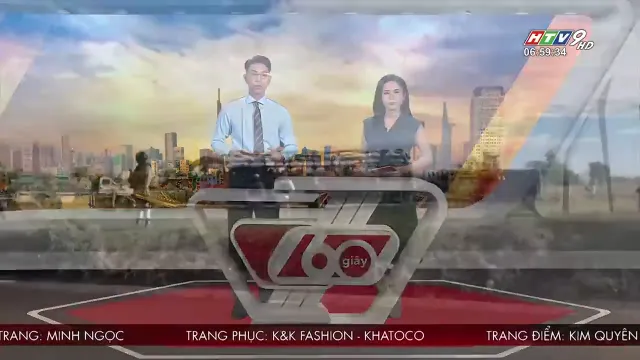 HTV9 HD
06:59:34
60 giây
TRANG: MINH NGỌC TRANG PHỤC: K&K FASHION - KHATOCO TRANG ĐIỂM: KIM QUYÊN